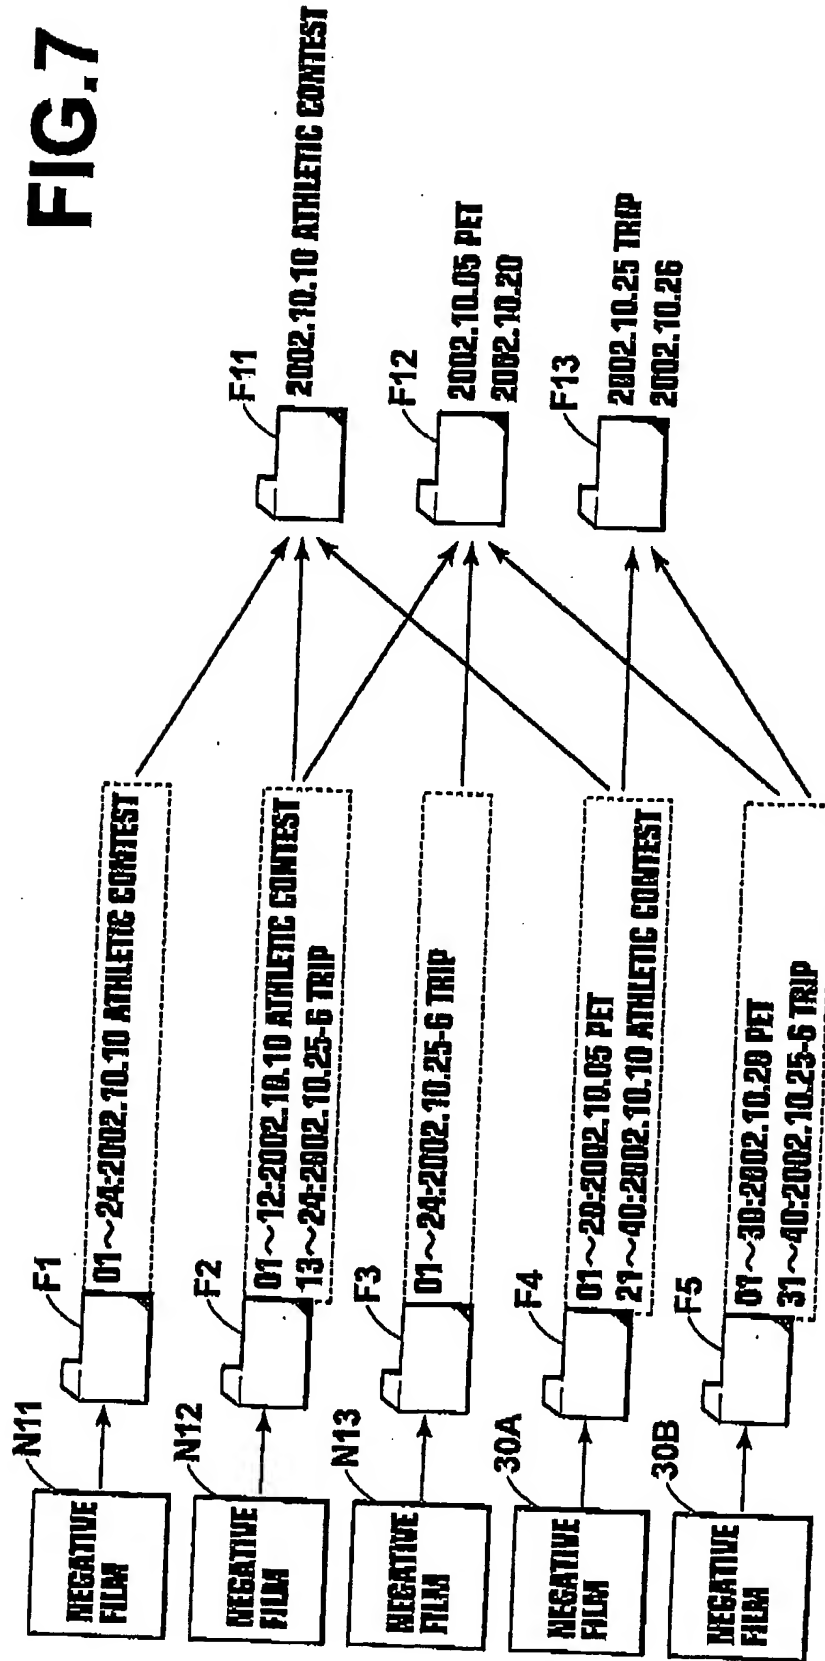 FIG.7
N11
NEGATIVE
FILM
F1
01~24:2002.10.10 ATHLETIC CONTEST
N12
NEGATIVE
FILM
F2
01~12:2002.10.10 ATHLETIC CONTEST
13~24:2002.10.25-6 TRIP
N13
NEGATIVE
FILM
F3
01~24:2002.10.25-6 TRIP
30A
NEGATIVE
FILM
F4
01~20:2002.10.05 PET
21~40:2002.10.10 ATHLETIC CONTEST
30B
NEGATIVE
FILM
F5
01~30:2002.10.20 PET
31~40:2002.10.25-6 TRIP
F11
2002.10.10 ATHLETIC CONTEST
F12
2002.10.05 PET
2002.10.20
F13
2002.10.25 TRIP
2002.10.26